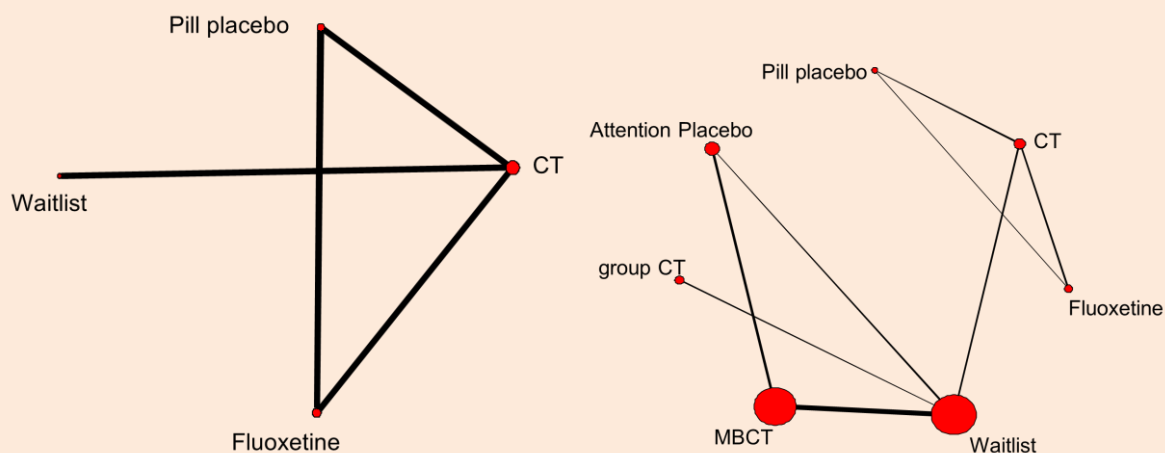 Pill placebo
CT
Waitlist
Fluoxetine
Pill placebo
Attention Placebo
CT
group CT
Fluoxetine
MBCT
Waitlist